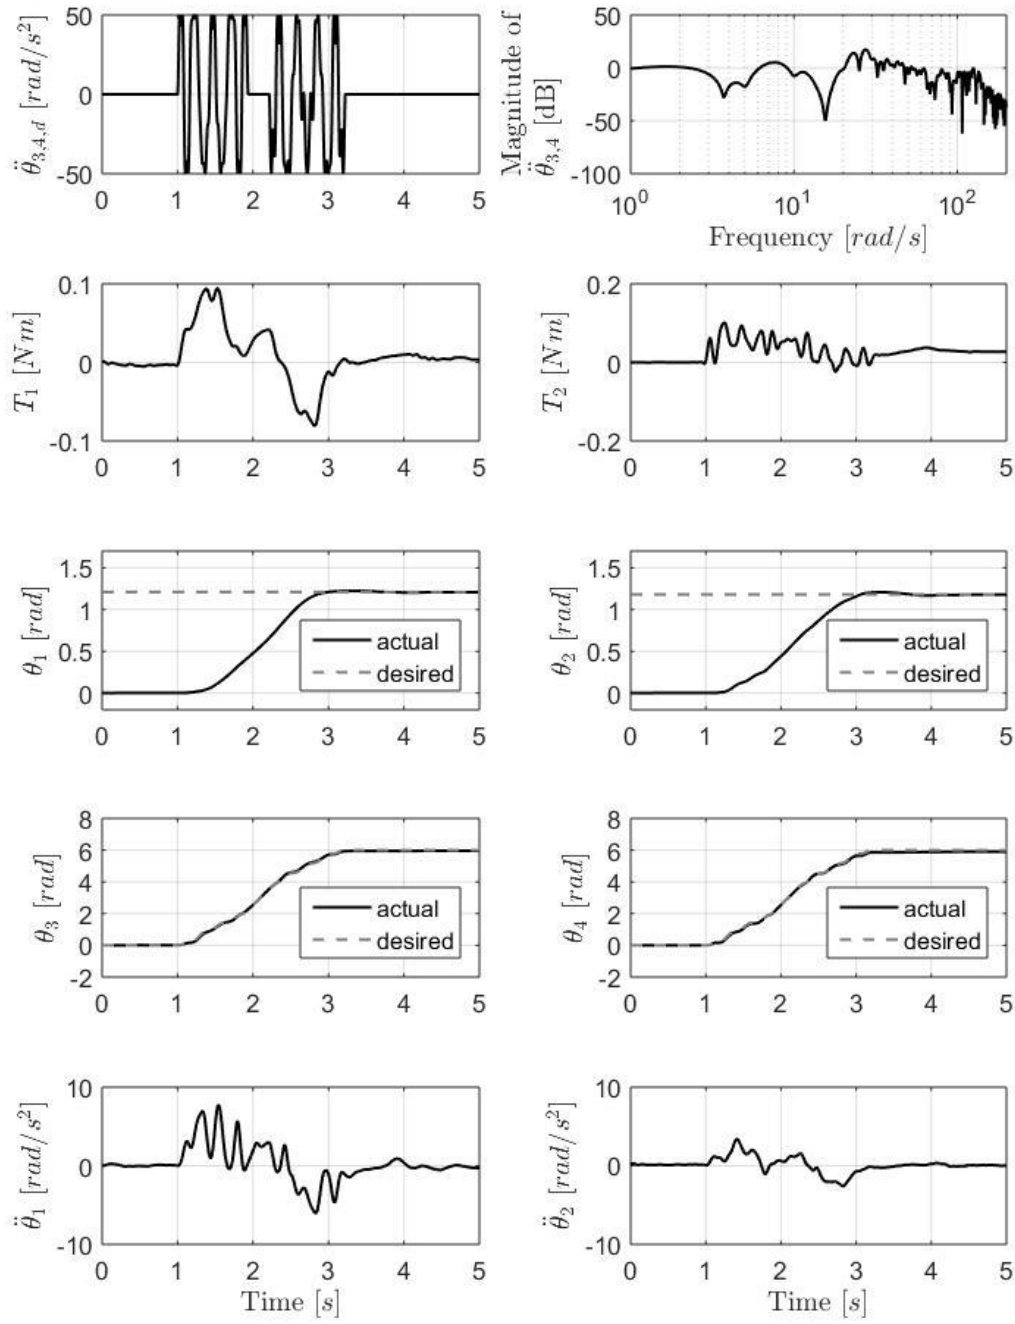 θ̈3,4,d [rad/s²]
50
0
-50
0 1 2 3 4 5
Magnitude of
θ̈3,4 [dB]
50
0
-50
-100
10⁰ 10¹ 10²
Frequency [rad/s]
T1 [Nm]
0.1
0
-0.1
0 1 2 3 4 5
T2 [Nm]
0.2
0
-0.2
0 1 2 3 4 5
θ1 [rad]
1.5
1
0.5
0
actual
desired
0 1 2 3 4 5
θ2 [rad]
1.5
1
0.5
0
actual
desired
0 1 2 3 4 5
θ3 [rad]
8
6
4
2
0
-2
actual
desired
0 1 2 3 4 5
θ4 [rad]
8
6
4
2
0
-2
actual
desired
0 1 2 3 4 5
θ̈1 [rad/s²]
10
0
-10
0 1 2 3 4 5
Time [s]
θ̈2 [rad/s²]
10
0
-10
0 1 2 3 4 5
Time [s]